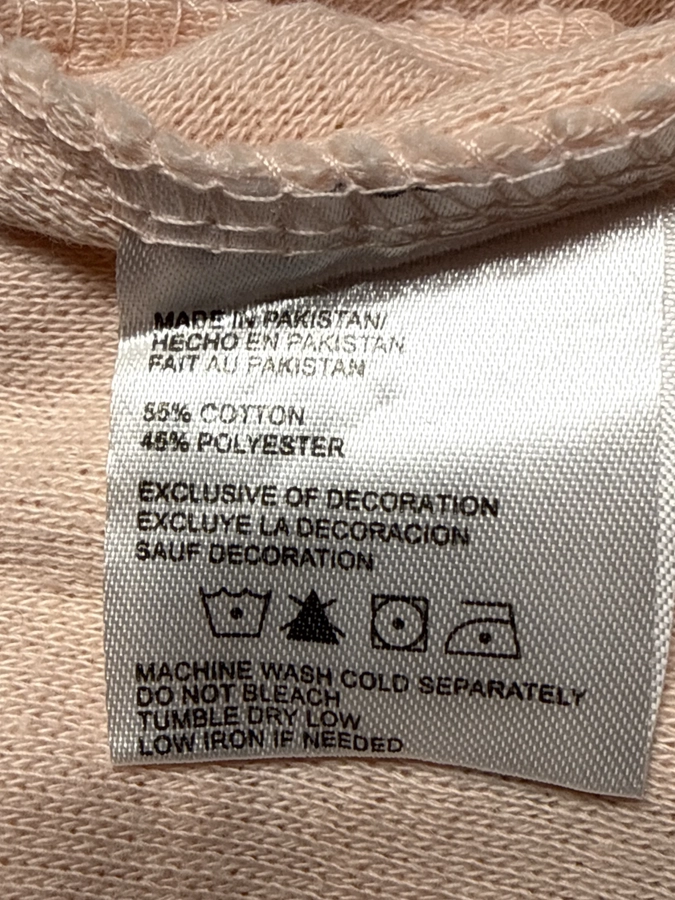 MADE IN PAKISTAN/
HECHO EN PAKISTAN
FAIT AU PAKISTAN
55% COTTON
45% POLYESTER
EXCLUSIVE OF DECORATION
EXCLUYE LA DECORACION
SAUF DECORATION
MACHINE WASH COLD SEPARATELY
DO NOT BLEACH
TUMBLE DRY LOW
LOW IRON IF NEEDED